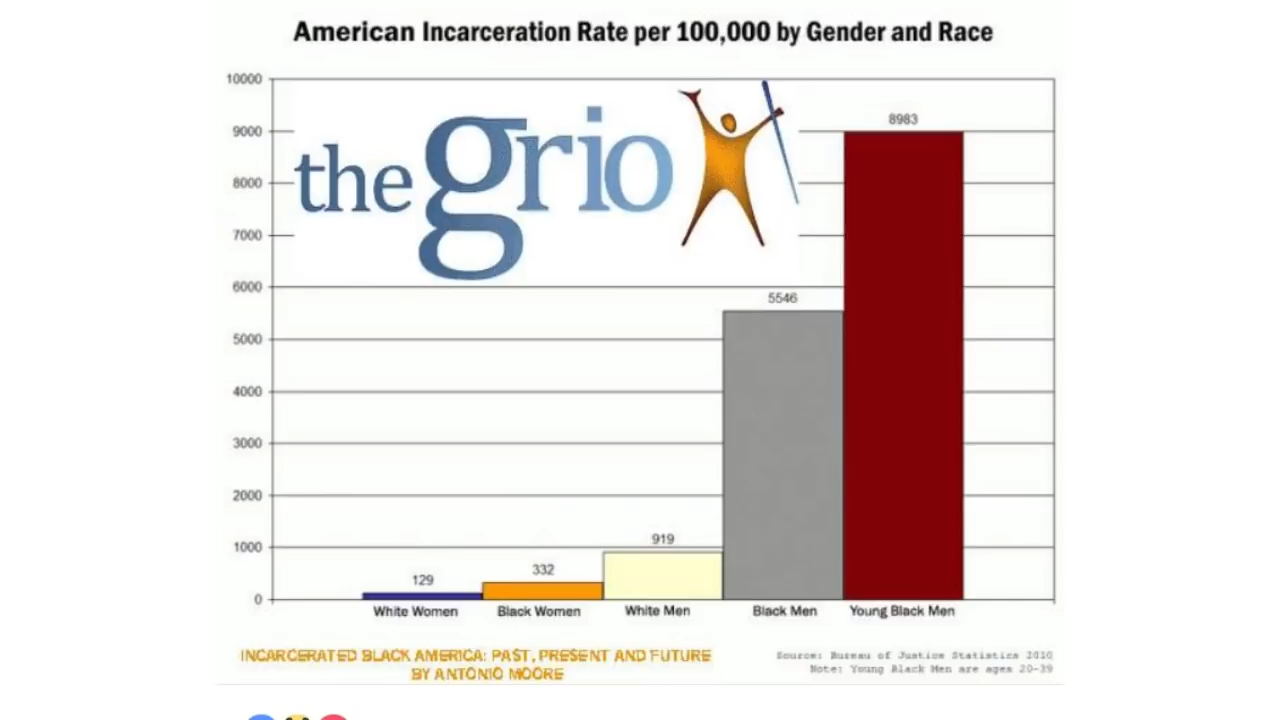 American Incarceration Rate per 100,000 by Gender and Race
10000
9000
8000
7000
6000
5000
4000
3000
2000
1000
0
the grio
8983
5546
919
332
129
White Women Black Women White Men Black Men Young Black Men
INCARCERATED BLACK AMERICA: PAST, PRESENT AND FUTURE
BY ANTONIO MOORE
Source: Bureau of Justice Statistics 2010
Note: Young Black Men are ages 20-39